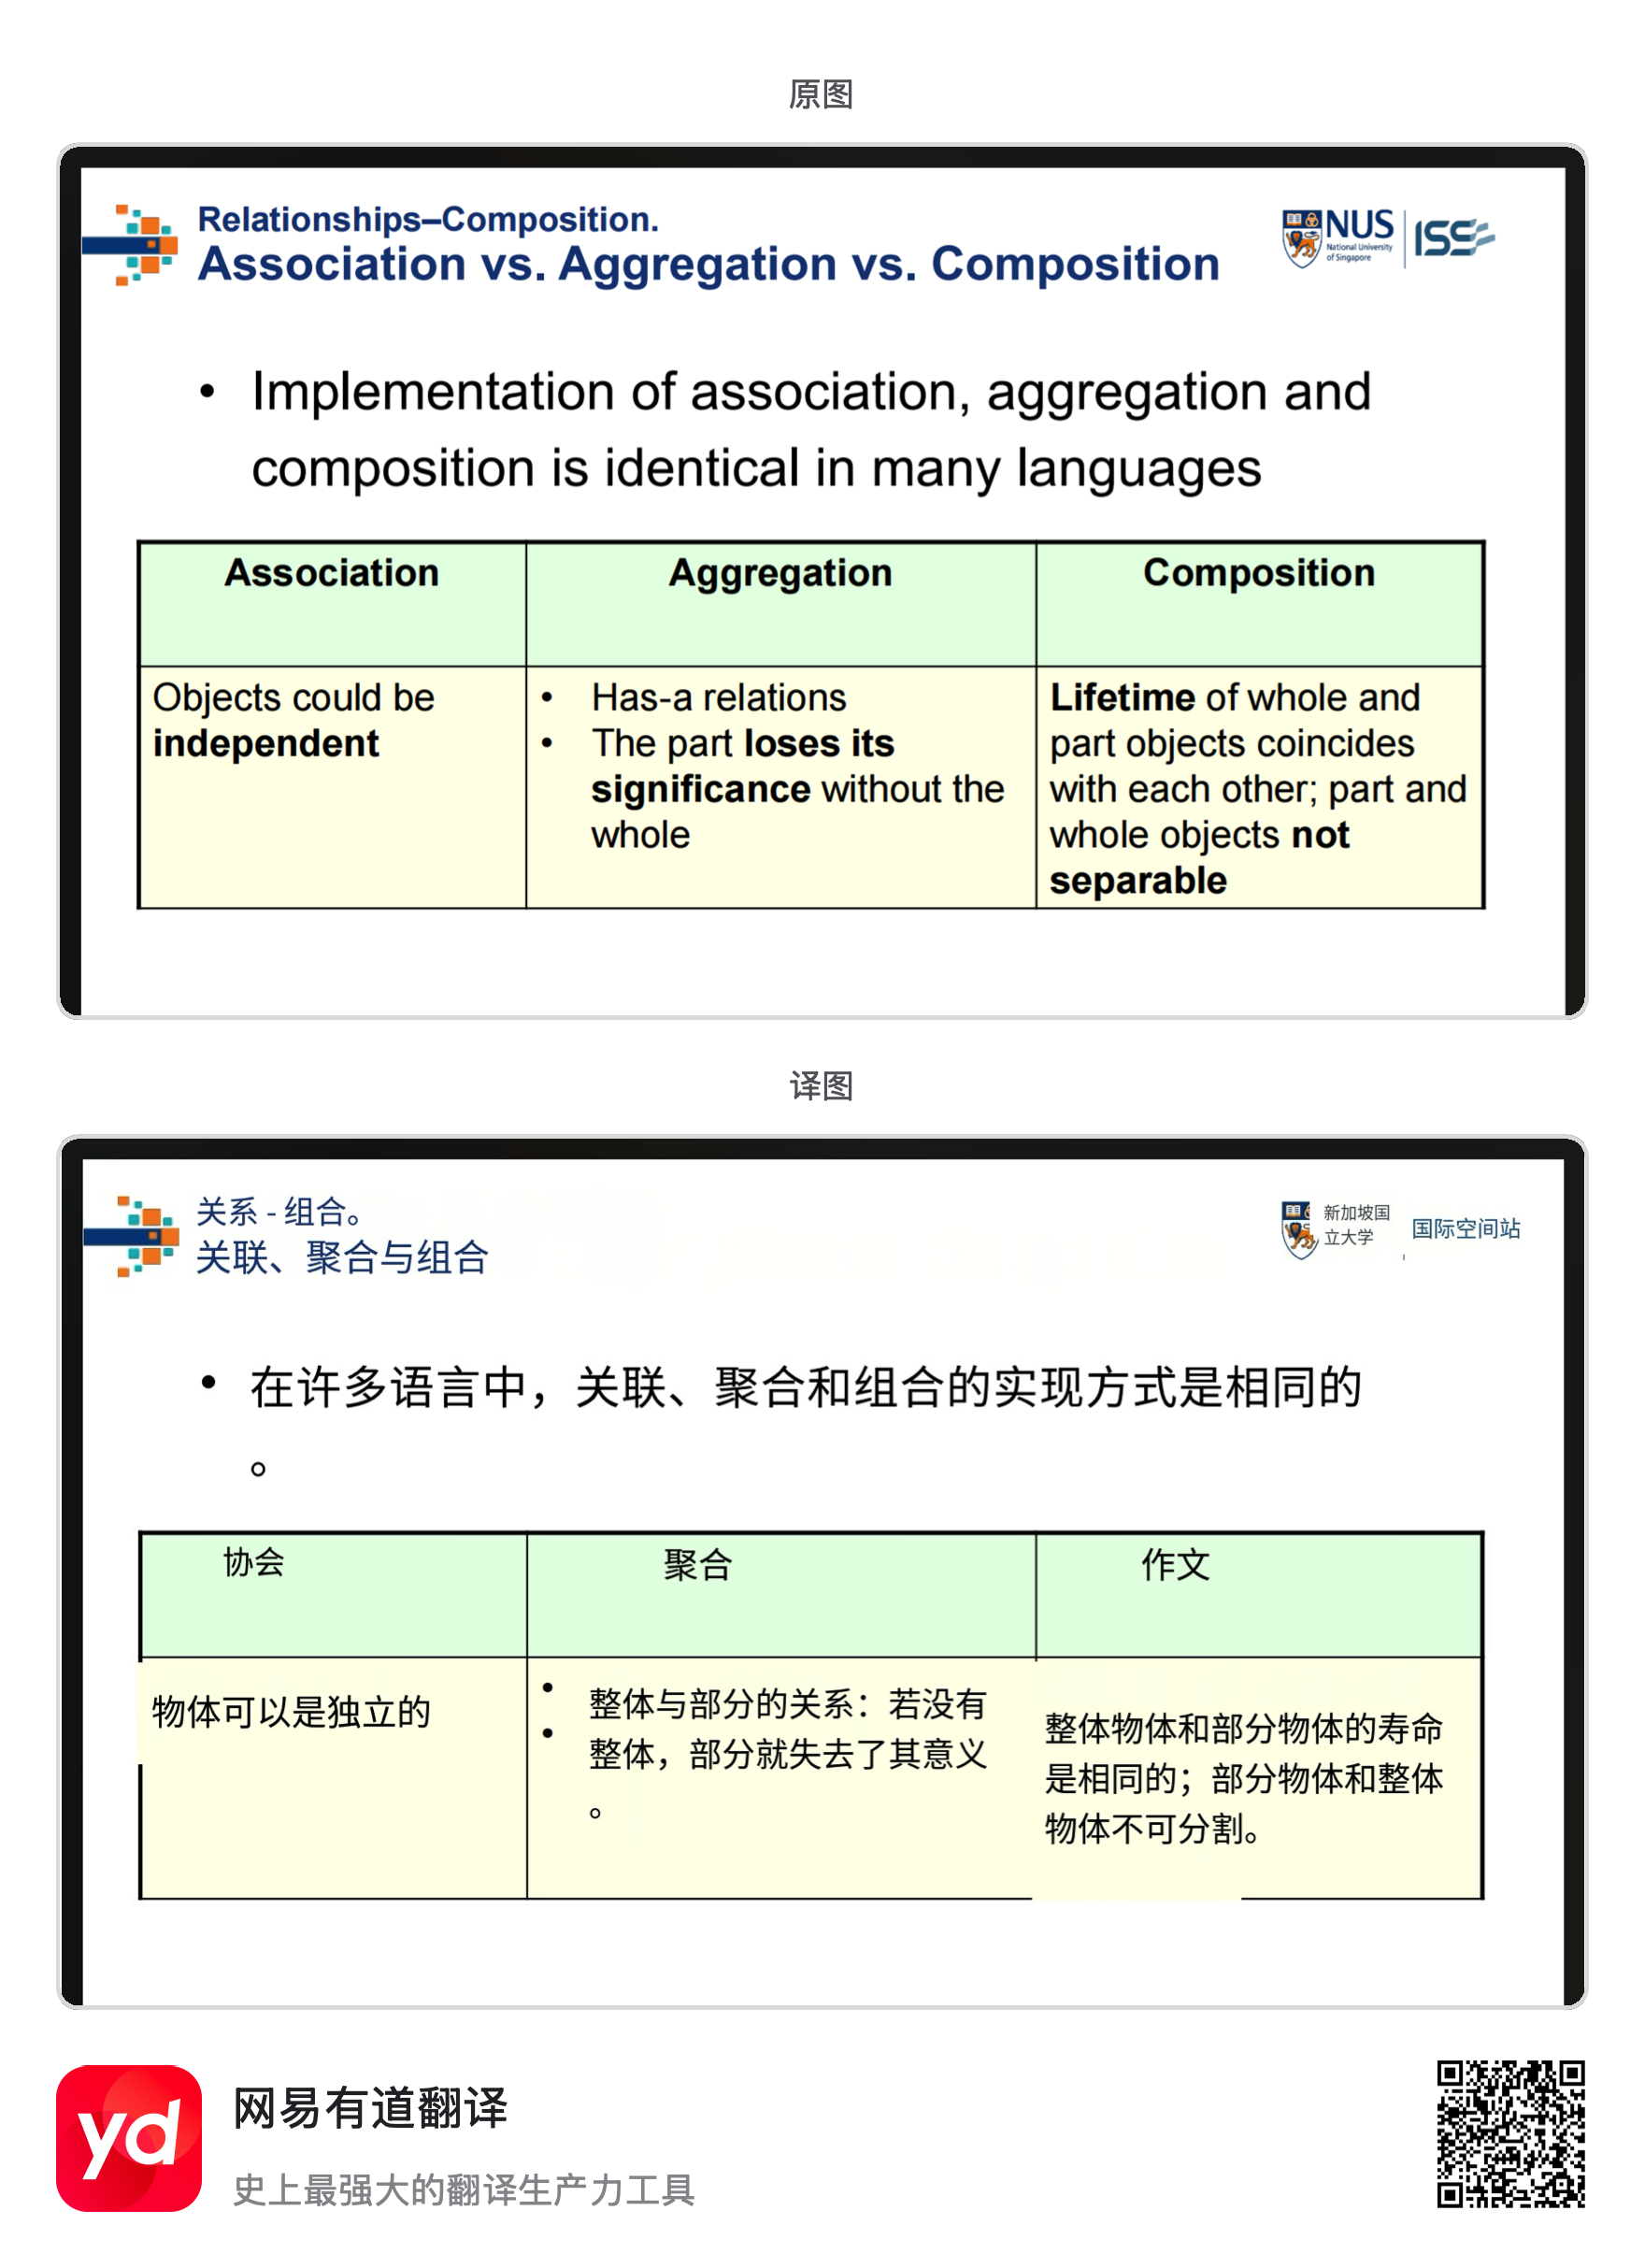 原图
Relationships–Composition.
Association vs. Aggregation vs. Composition
NUS
National University
of Singapore
ISS
• Implementation of association, aggregation and
composition is identical in many languages
Association
Aggregation
Composition
Objects could be
independent
• Has-a relations
• The part loses its
significance without the
whole
Lifetime of whole and
part objects coincides
with each other; part and
whole objects not
separable
译图
关系 - 组合。
关联、聚合与组合
新加坡国
立大学
国际空间站
• 在许多语言中，关联、聚合和组合的实现方式是相同的
。
协会
聚合
作文
物体可以是独立的
• 整体与部分的关系：若没有
• 整体，部分就失去了其意义
。
整体物体和部分物体的寿命
是相同的；部分物体和整体
物体不可分割。
yd
网易有道翻译
史上最强大的翻译生产力工具